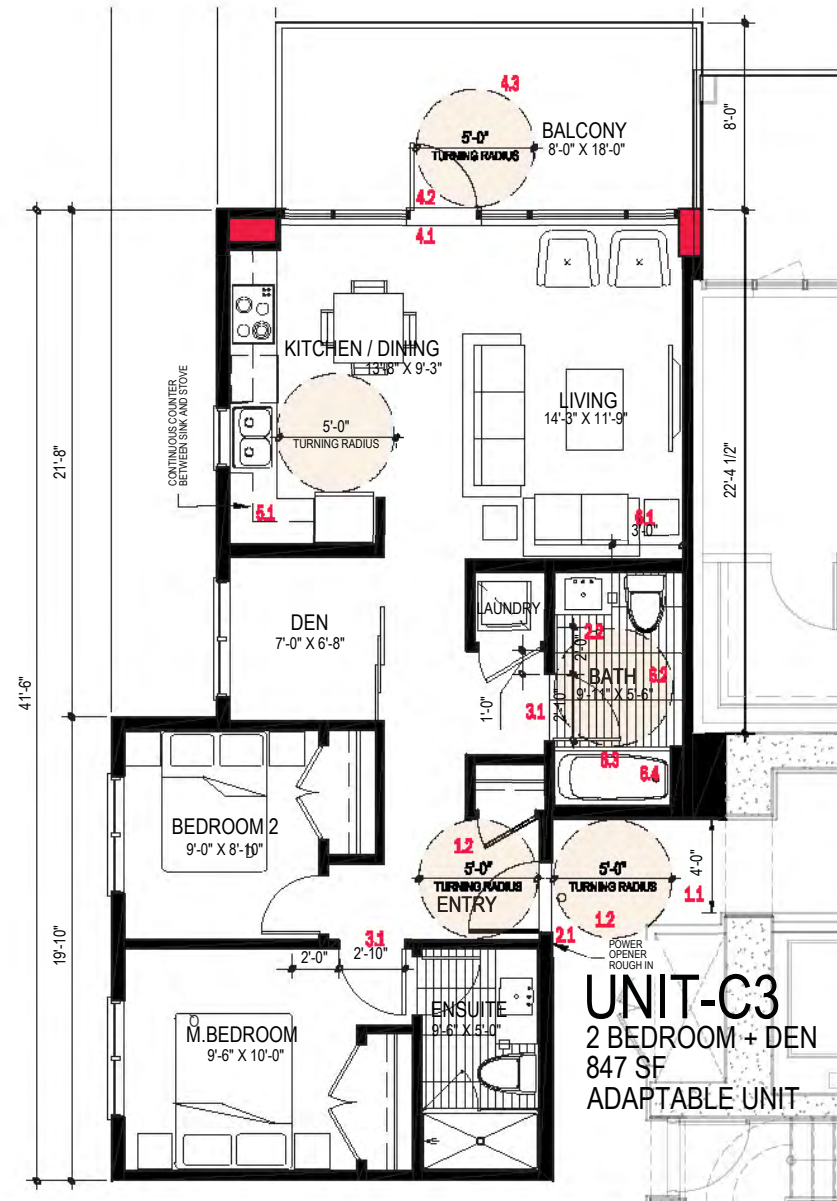 4.3
BALCONY
8'-0" X 18'-0"
5'-0"
TURNING RADIUS
8'-0"
4.2
4.1
KITCHEN / DINING
13'-8" X 9'-3"
LIVING
14'-3" X 11'-9"
CONTINUOUS COUNTER
BETWEEN SINK AND STOVE
5'-0"
TURNING RADIUS
21'-8"
22'-4 1/2"
5.1
6.1
3'-0"
DEN
7'-0" X 6'-8"
LAUNDRY
2.2
2'-0"
BATH
9'-11" X 5'-6"
6.2
41'-6"
1'-0"
3.1
2'-10"
6.3
6.4
BEDROOM 2
9'-0" X 8'-10"
1.2
5'-0"
TURNING RADIUS
ENTRY
5'-0"
TURNING RADIUS
1.2
4'-0"
1.1
2.1
POWER
OPENER
ROUGH IN
19'-10"
3.1
2'-0"
2'-10"
M.BEDROOM
9'-6" X 10'-0"
ENSUITE
9'-6" X 5'-0"
UNIT-C3
2 BEDROOM + DEN
847 SF
ADAPTABLE UNIT